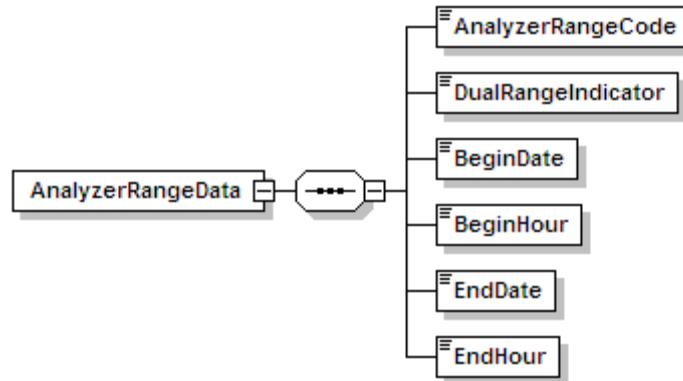 AnalyzerRangeCode
DualRangeIndicator
BeginDate
AnalyzerRangeData
BeginHour
EndDate
EndHour